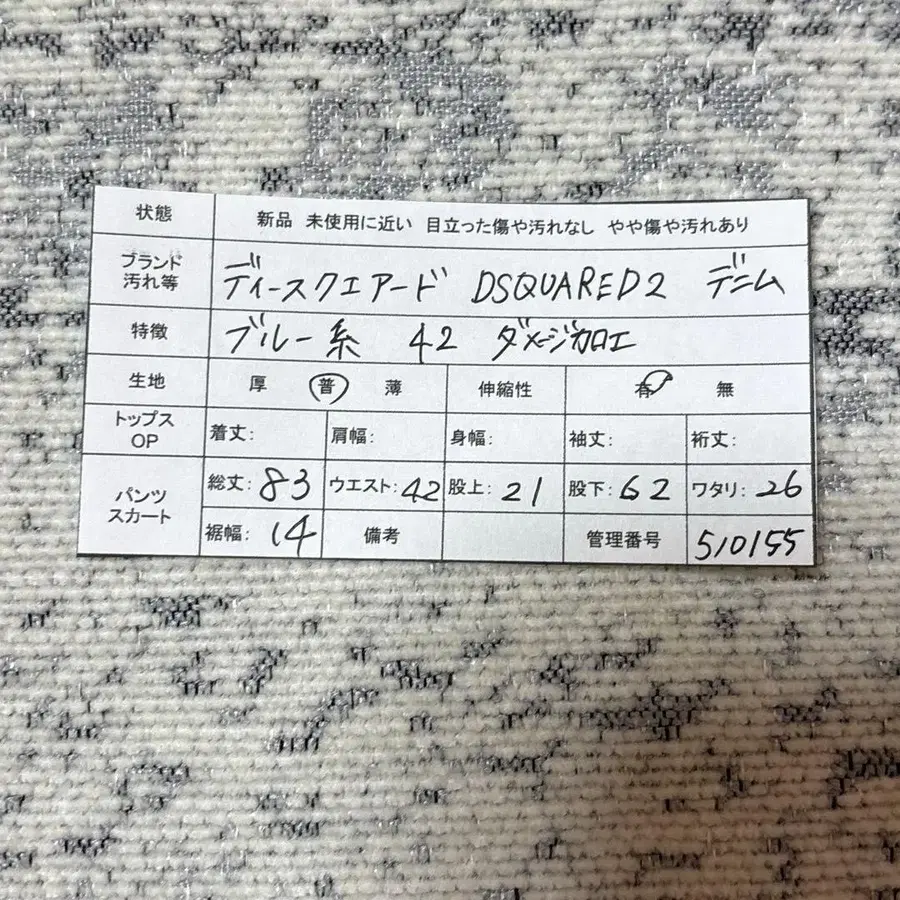 状態 新品 未使用に近い 目立った傷や汚れなし やや傷や汚れあり
ブランド
汚れ等 ディースクエアード DSQUARED2 デニム
特徴 ブルー系 42 ダメージ加工
生地 厚 普 薄 伸縮性 有 無
トップス
OP 着丈: 肩幅: 身幅: 袖丈: 裄丈:
パンツ
スカート 総丈: 83 ウエスト: 42 股上: 21 股下: 62 ワタリ: 26
裾幅: 14 備考 管理番号 510155